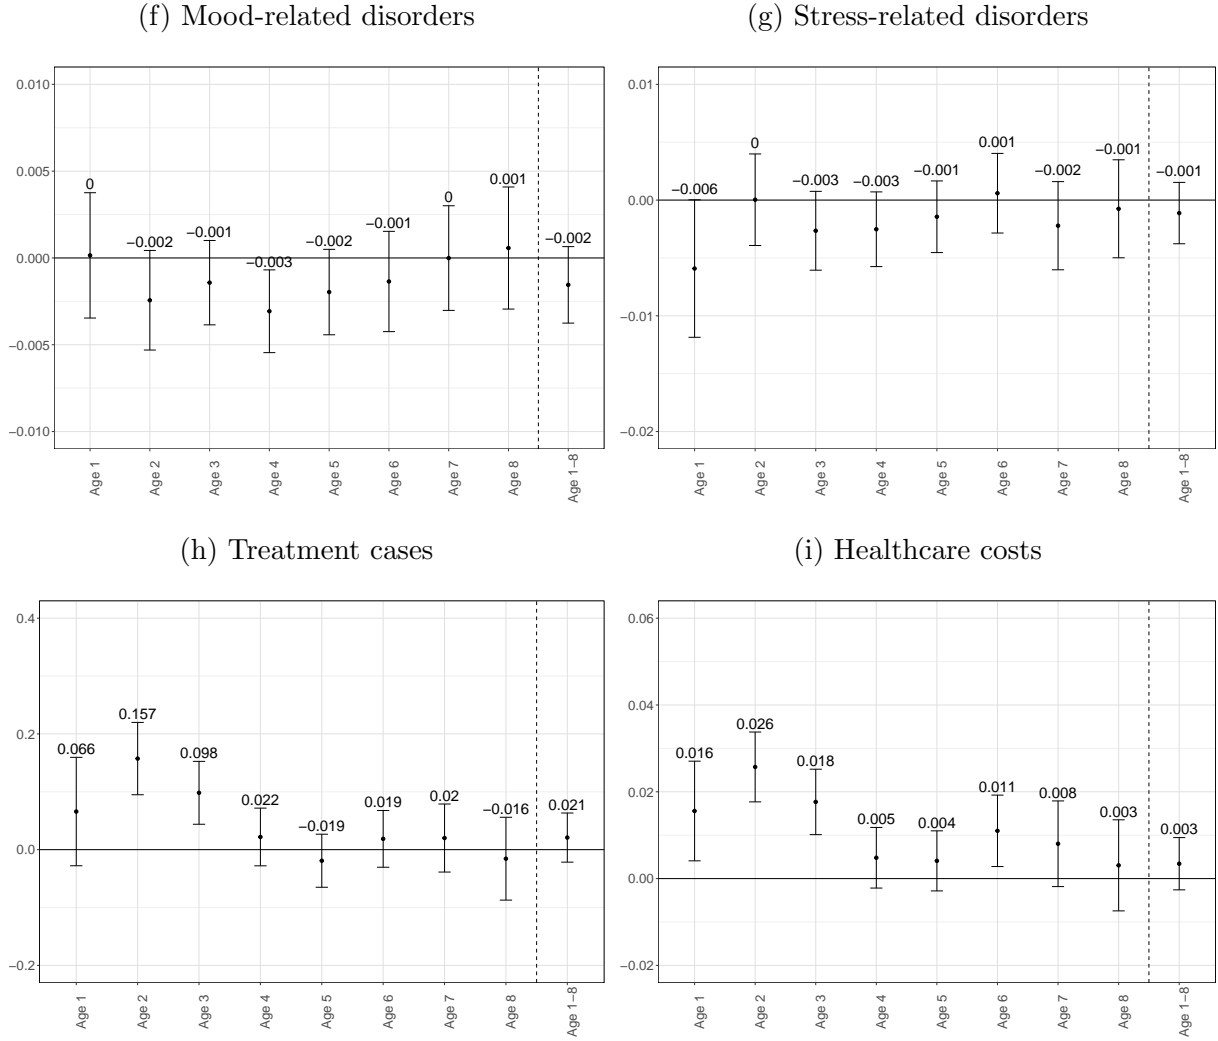 (f) Mood-related disorders
0.010
0.005
0.000
−0.005
−0.010
0
−0.002
−0.001
−0.003
−0.002
−0.001
0
0.001
−0.002
Age 1
Age 2
Age 3
Age 4
Age 5
Age 6
Age 7
Age 8
Age 1−8
(g) Stress-related disorders
0.01
0.00
−0.01
−0.02
−0.006
0
−0.003
−0.003
−0.001
0.001
−0.002
−0.001
−0.001
Age 1
Age 2
Age 3
Age 4
Age 5
Age 6
Age 7
Age 8
Age 1−8
(h) Treatment cases
0.4
0.2
0.0
−0.2
0.066
0.157
0.098
0.022
−0.019
0.019
0.02
−0.016
0.021
Age 1
Age 2
Age 3
Age 4
Age 5
Age 6
Age 7
Age 8
Age 1−8
(i) Healthcare costs
0.06
0.04
0.02
0.00
−0.02
0.016
0.026
0.018
0.005
0.004
0.011
0.008
0.003
0.003
Age 1
Age 2
Age 3
Age 4
Age 5
Age 6
Age 7
Age 8
Age 1−8